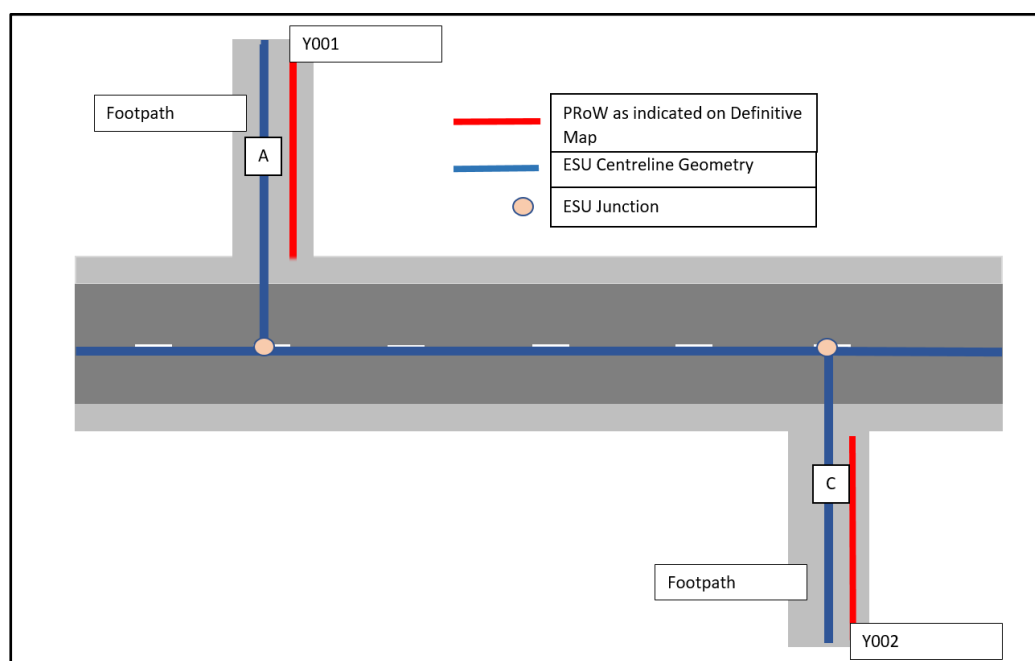 Y001
Footpath
PRoW as indicated on Definitive
Map
A
ESU Centreline Geometry
ESU Junction
C
Footpath
Y002